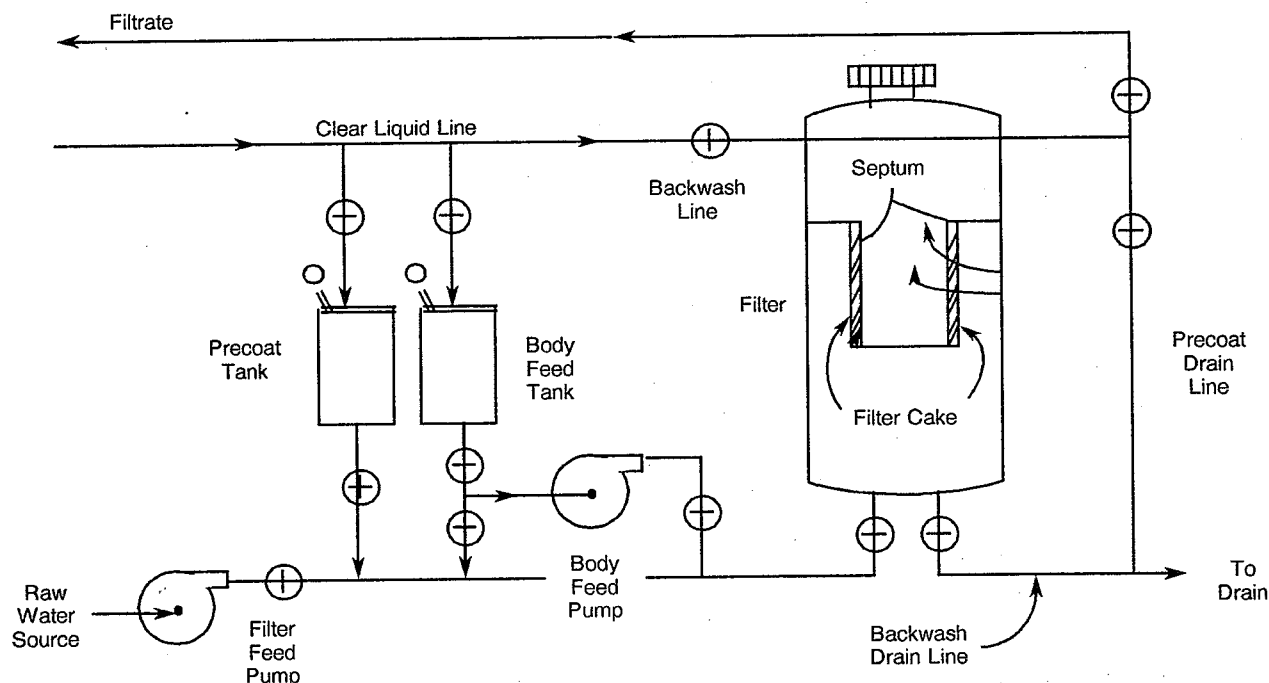 Filtrate
Clear Liquid Line
Backwash
Line
Septum
Filter
Precoat
Tank
Body
Feed
Tank
Precoat
Drain
Line
Filter Cake
Raw
Water
Source
Filter
Feed
Pump
Body
Feed
Pump
Backwash
Drain Line
To
Drain